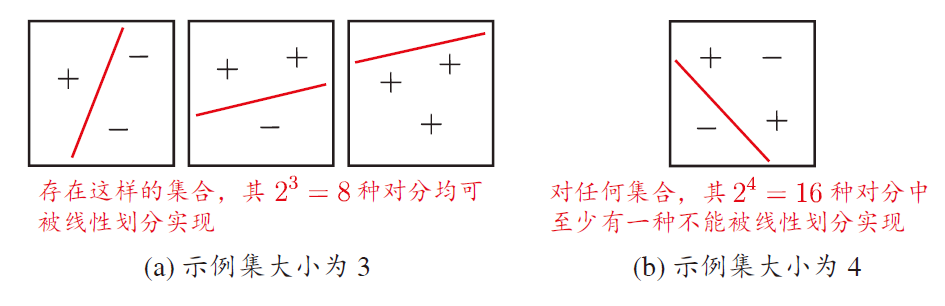 存在这样的集合，其 2³ = 8 种对分均可
被线性划分实现
(a) 示例集大小为 3
对任何集合，其 2⁴ = 16 种对分中
至少有一种不能被线性划分实现
(b) 示例集大小为 4